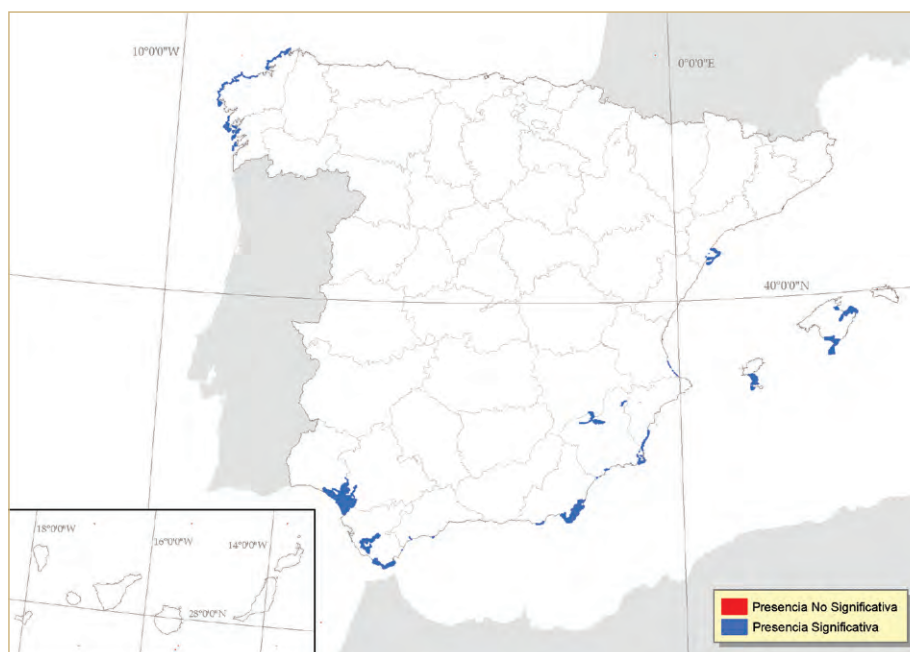 10°0'0"W
0°0'0"E
40°0'0"N
18°0'0"W
16°0'0"W
14°0'0"W
28°0'0"N
Presencia No Significativa
Presencia Significativa